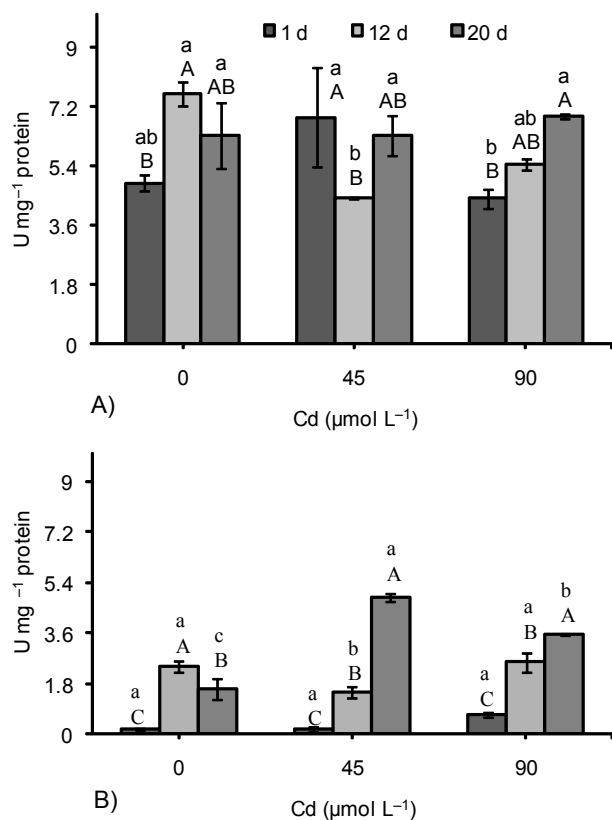 1 d 12 d 20 d
9
7.2
5.4
3.6
1.8
0
U mg⁻¹ protein
ab
B
a
A
a
AB
a
A
b
B
a
AB
b
B
ab
AB
a
A
0 45 90
A)
Cd (µmol L⁻¹)
9
7.2
5.4
3.6
1.8
0
U mg ⁻¹ protein
a
C
a
A
c
B
a
C
b
B
a
A
a
C
a
B
b
A
0 45 90
B)
Cd (µmol L⁻¹)